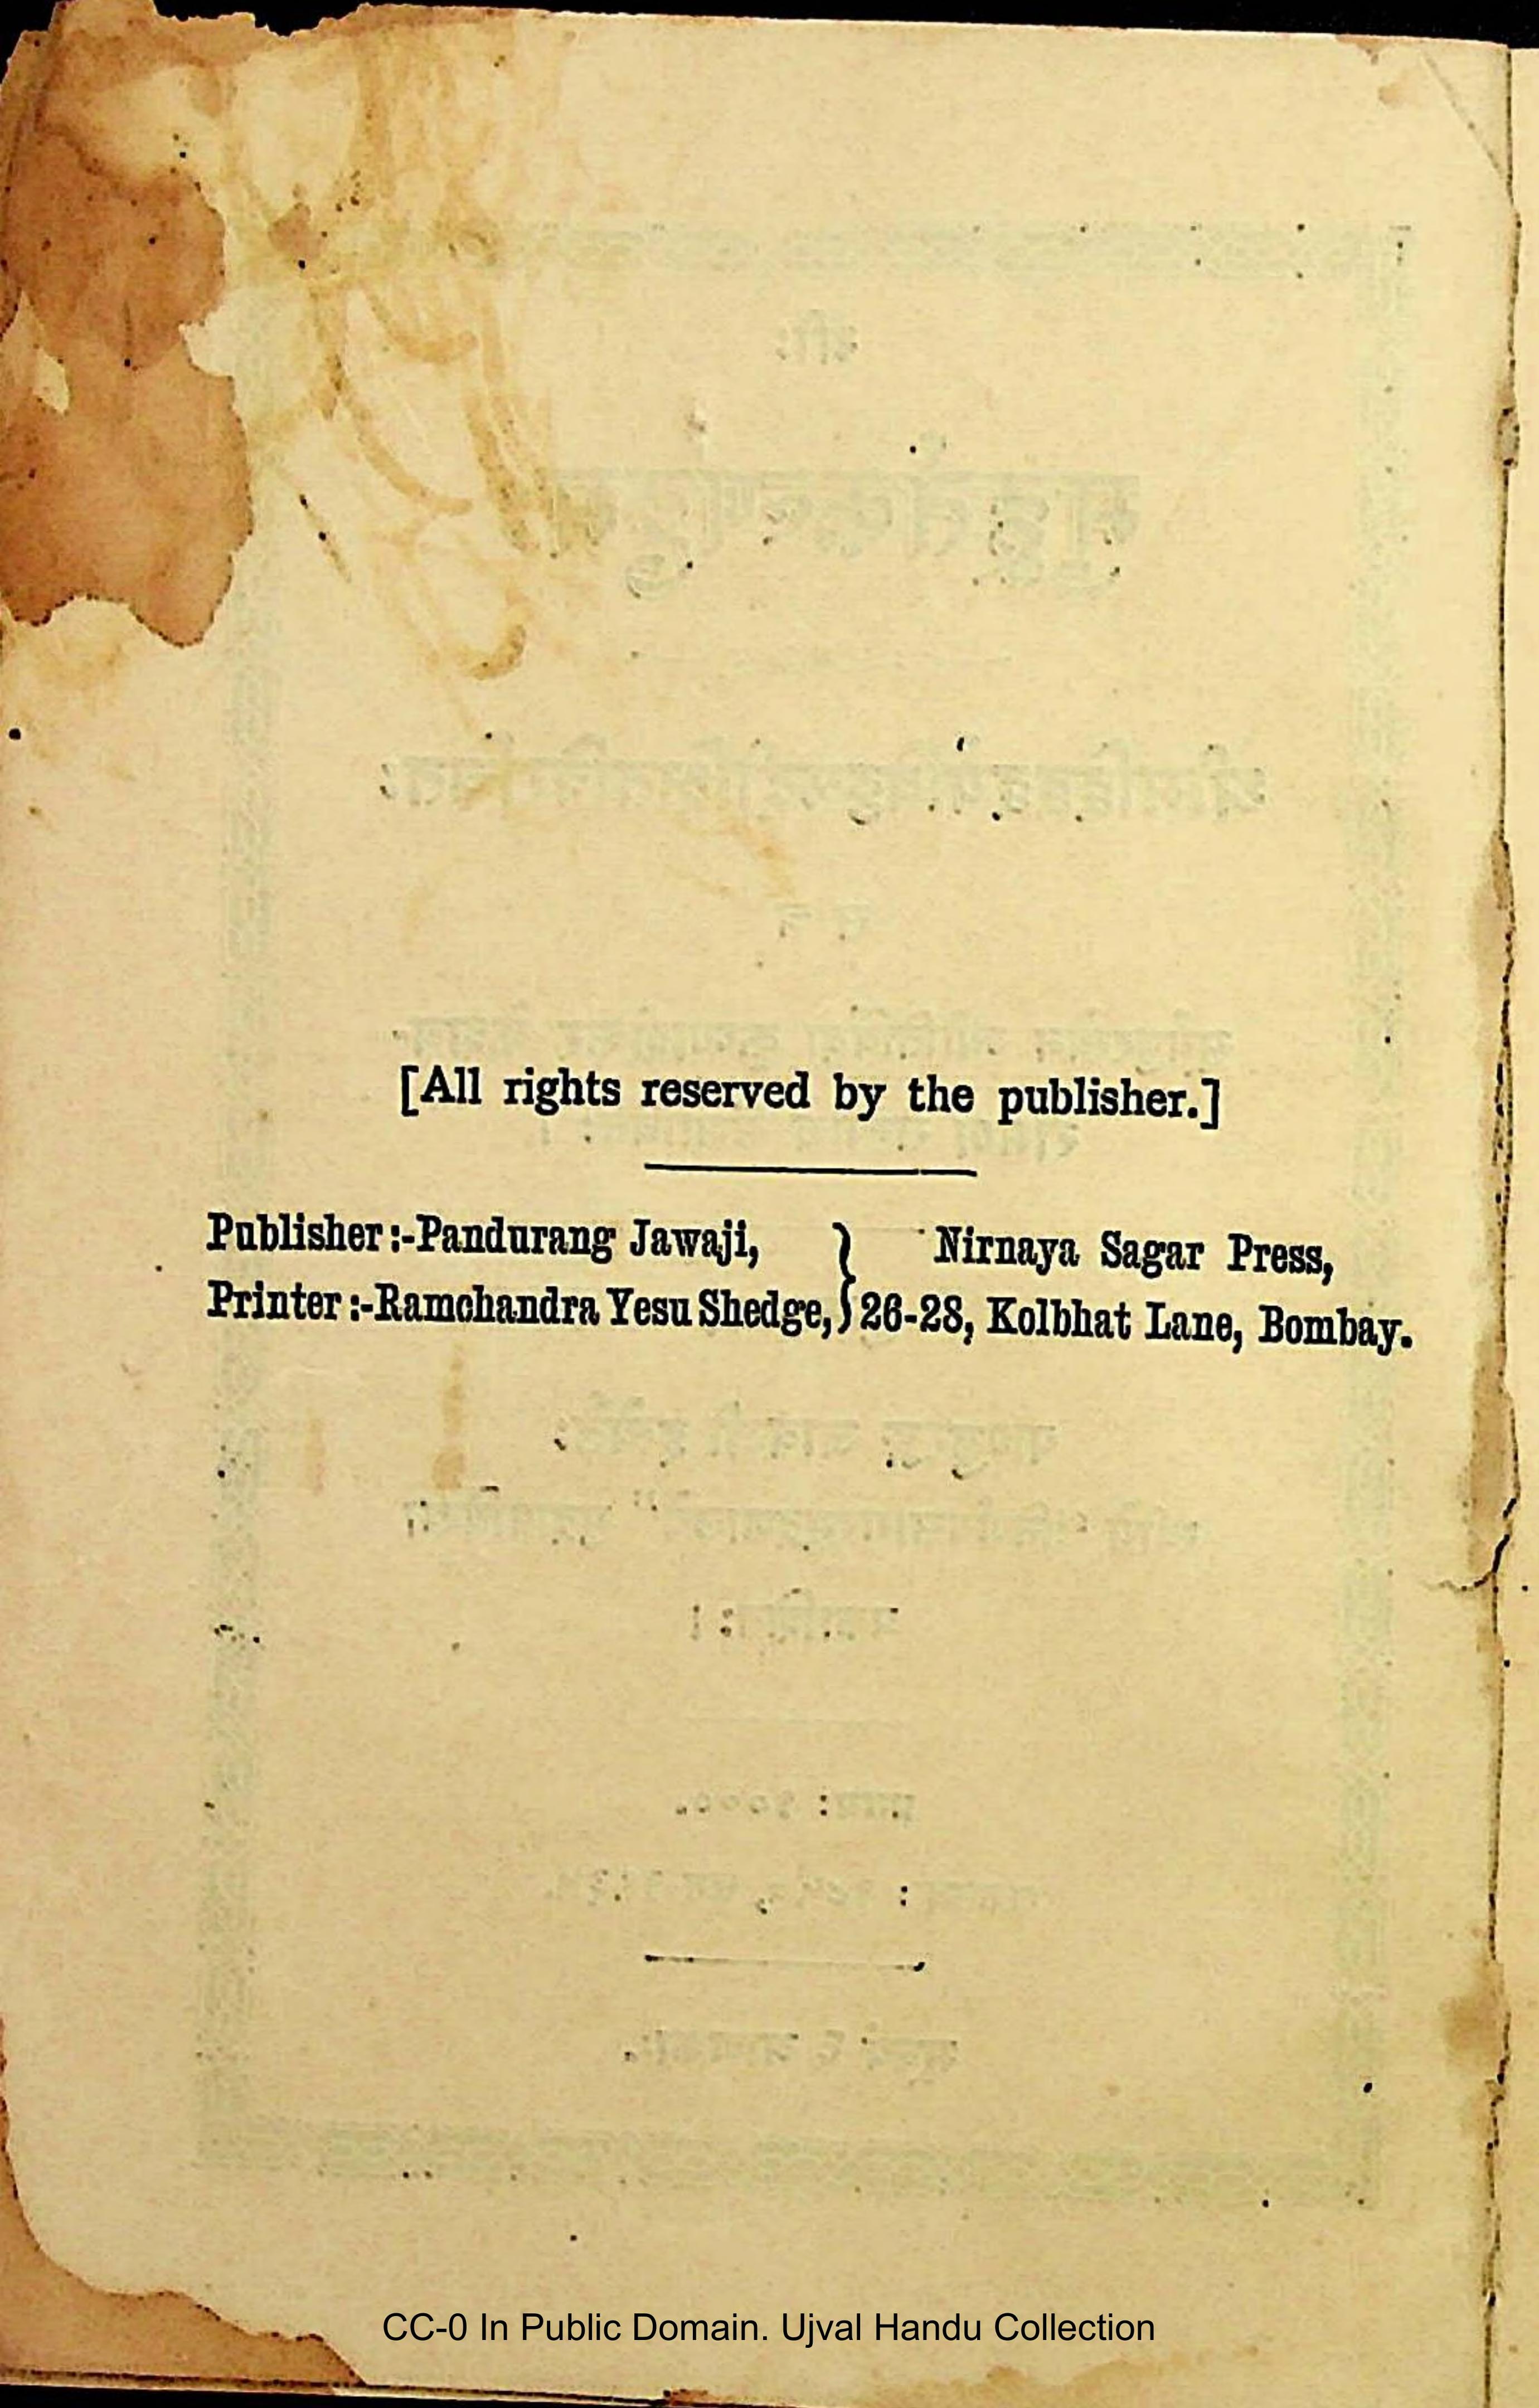 [All rights reserved by the publisher.]
Publisher :-Pandurang Jawaji, } Nirnaya Sagar Press,
Printer :-Ramchandra Yesu Shedge, } 26-28, Kolbhat Lane, Bombay.
CC-0 In Public Domain. Ujval Handu Collection